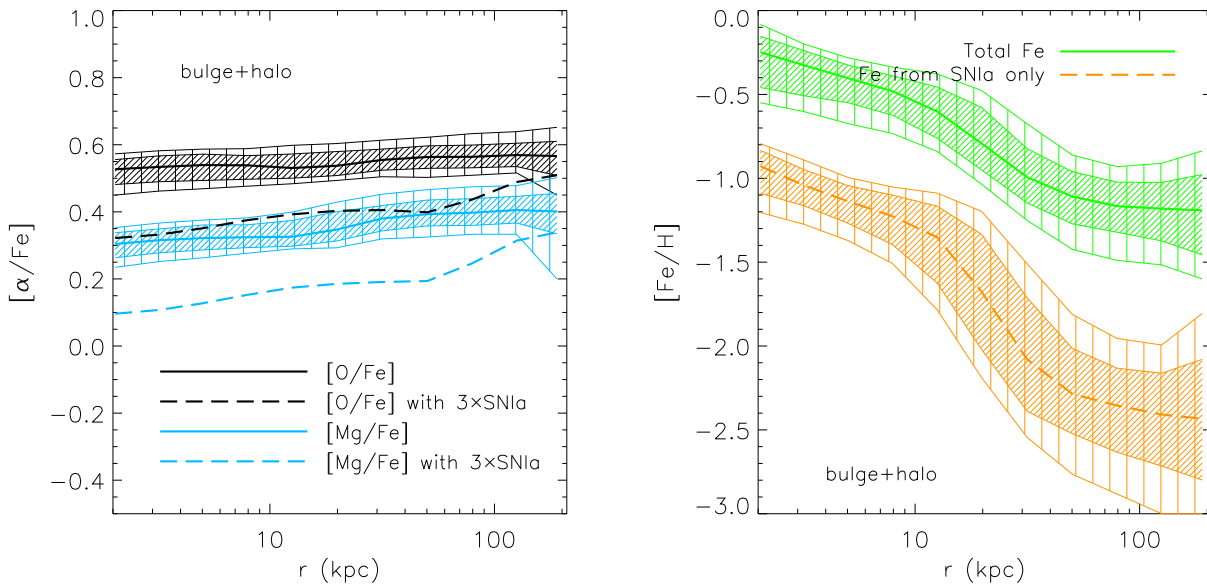 1.0
0.8
0.6
0.4
0.2
0.0
−0.2
−0.4
[α/Fe]
bulge+halo
[O/Fe]
[O/Fe] with 3×SNIa
[Mg/Fe]
[Mg/Fe] with 3×SNIa
10
100
r (kpc)
0.0
−0.5
−1.0
−1.5
−2.0
−2.5
−3.0
[Fe/H]
Total Fe
Fe from SNIa only
bulge+halo
10
100
r (kpc)